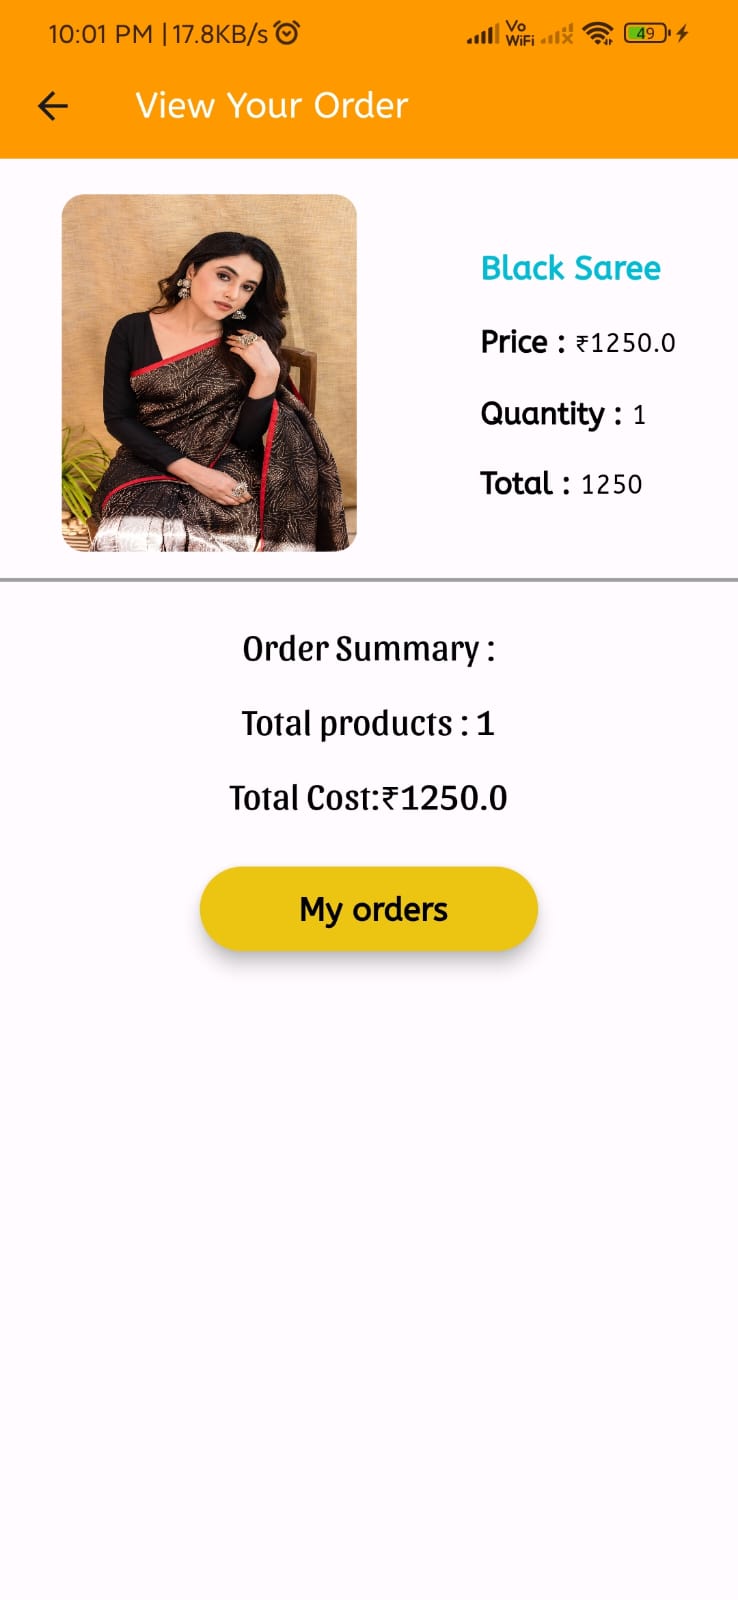 10:01 PM | 17.8KB/s
Vo
WiFi
49
View Your Order
Black Saree
Price : ₹1250.0
Quantity : 1
Total : 1250
Order Summary :
Total products : 1
Total Cost:₹1250.0
My orders